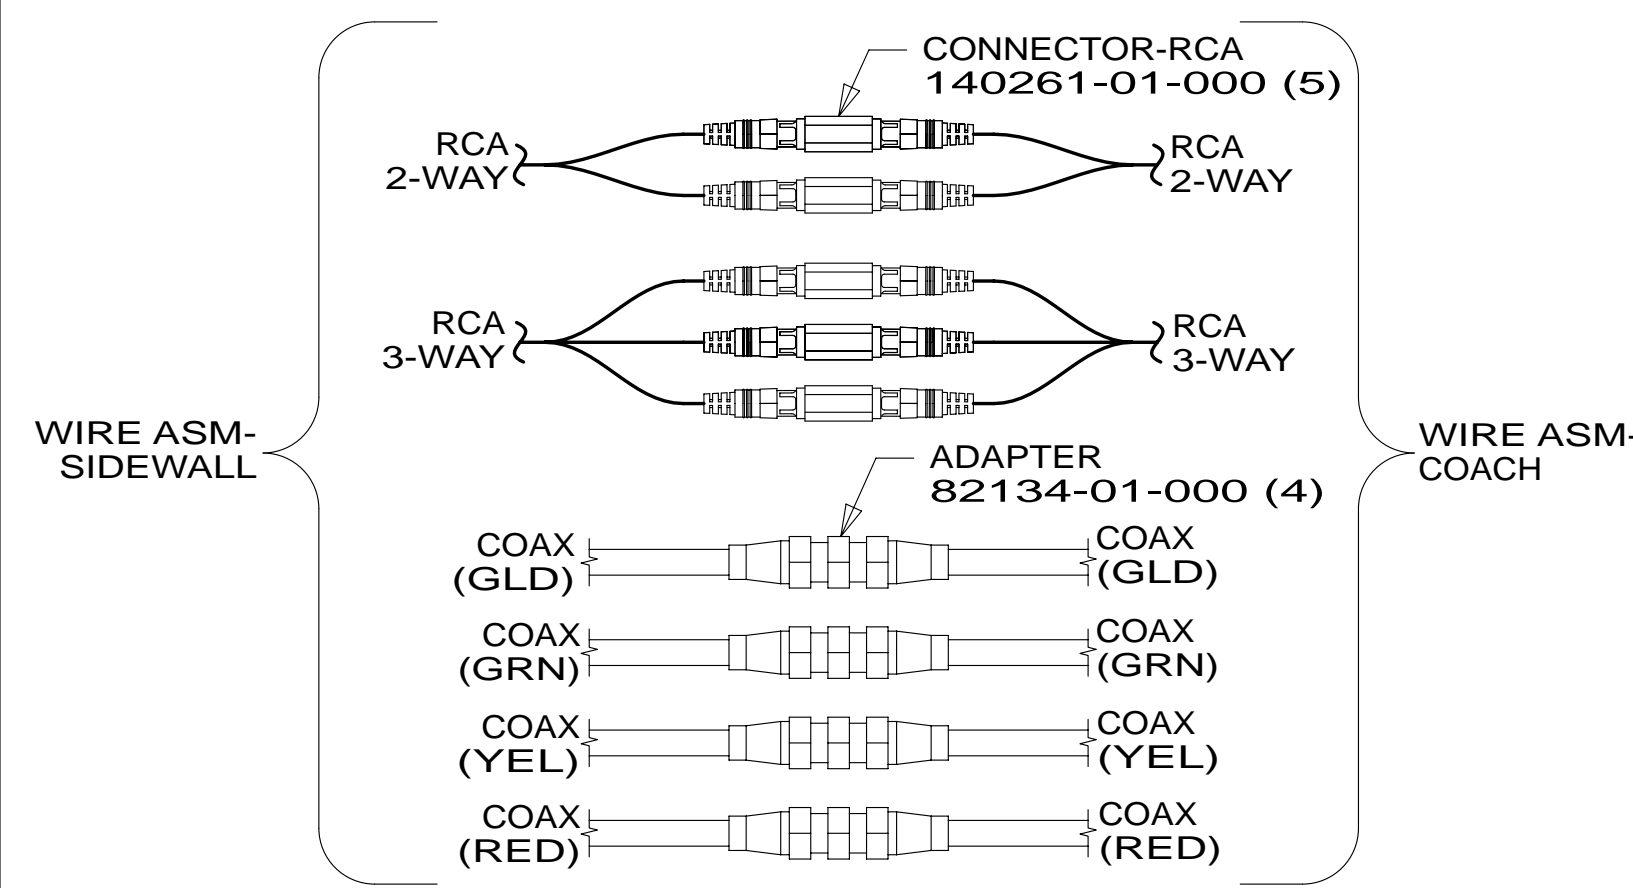 CONNECTOR-RCA
140261-01-000 (5)
RCA
2-WAY
RCA
2-WAY
RCA
3-WAY
RCA
3-WAY
WIRE ASM-
SIDEWALL
WIRE ASM-
COACH
ADAPTER
82134-01-000 (4)
COAX
(GLD)
COAX
(GLD)
COAX
(GRN)
COAX
(GRN)
COAX
(YEL)
COAX
(YEL)
COAX
(RED)
COAX
(RED)